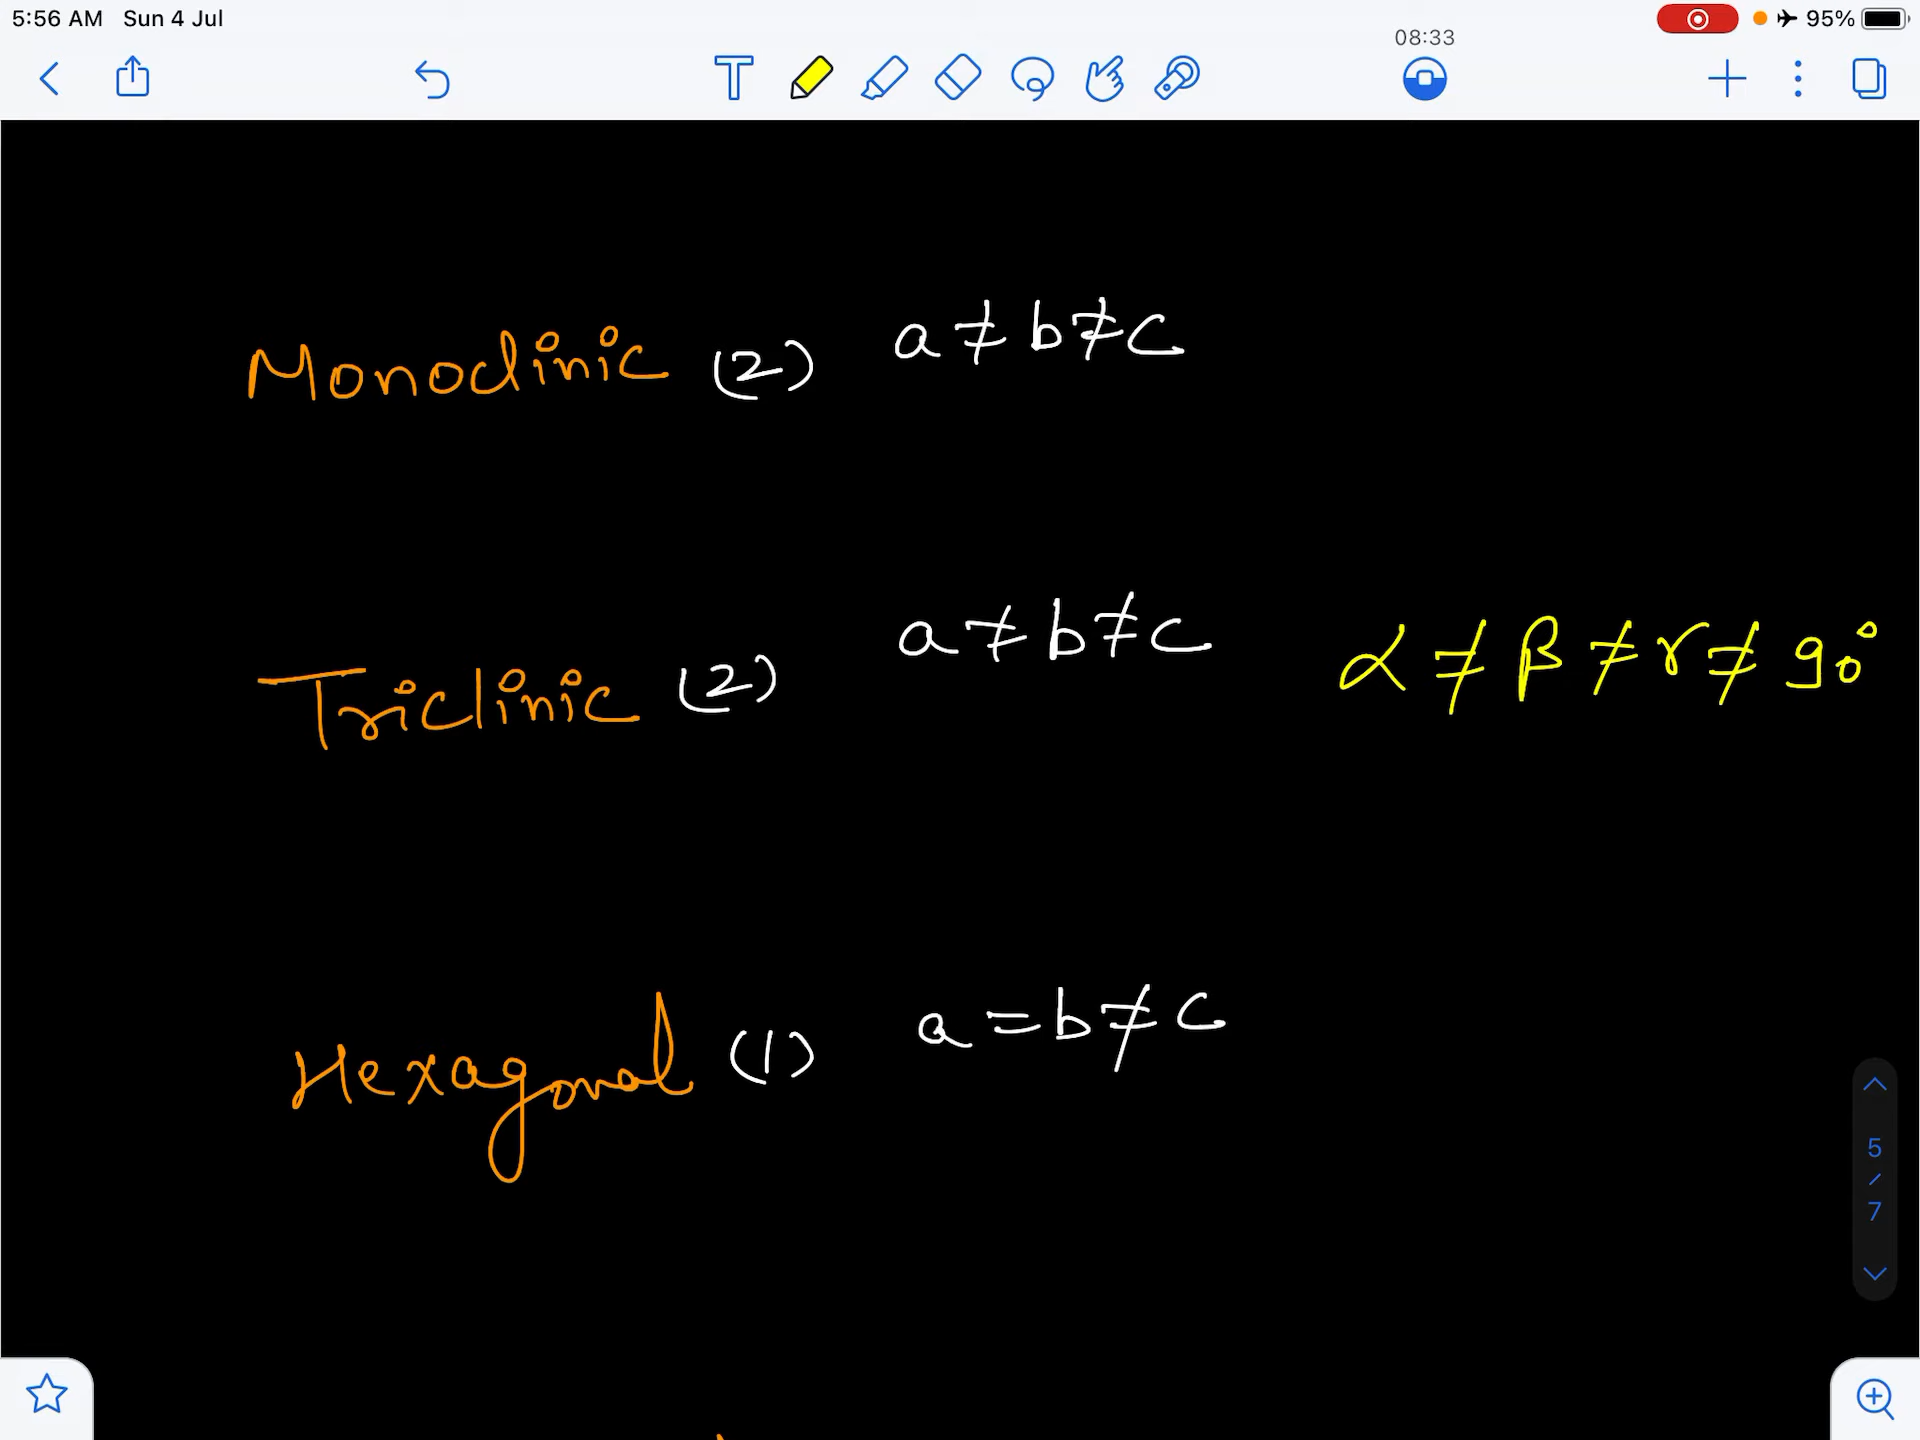 5:56 AM Sun 4 Jul
95%
08:33
T
Monoclinic (2) a ≠ b ≠ c
Triclinic (2) a ≠ b ≠ c α ≠ β ≠ γ ≠ 90°
Hexagonal (1) a = b ≠ c
5
/
7